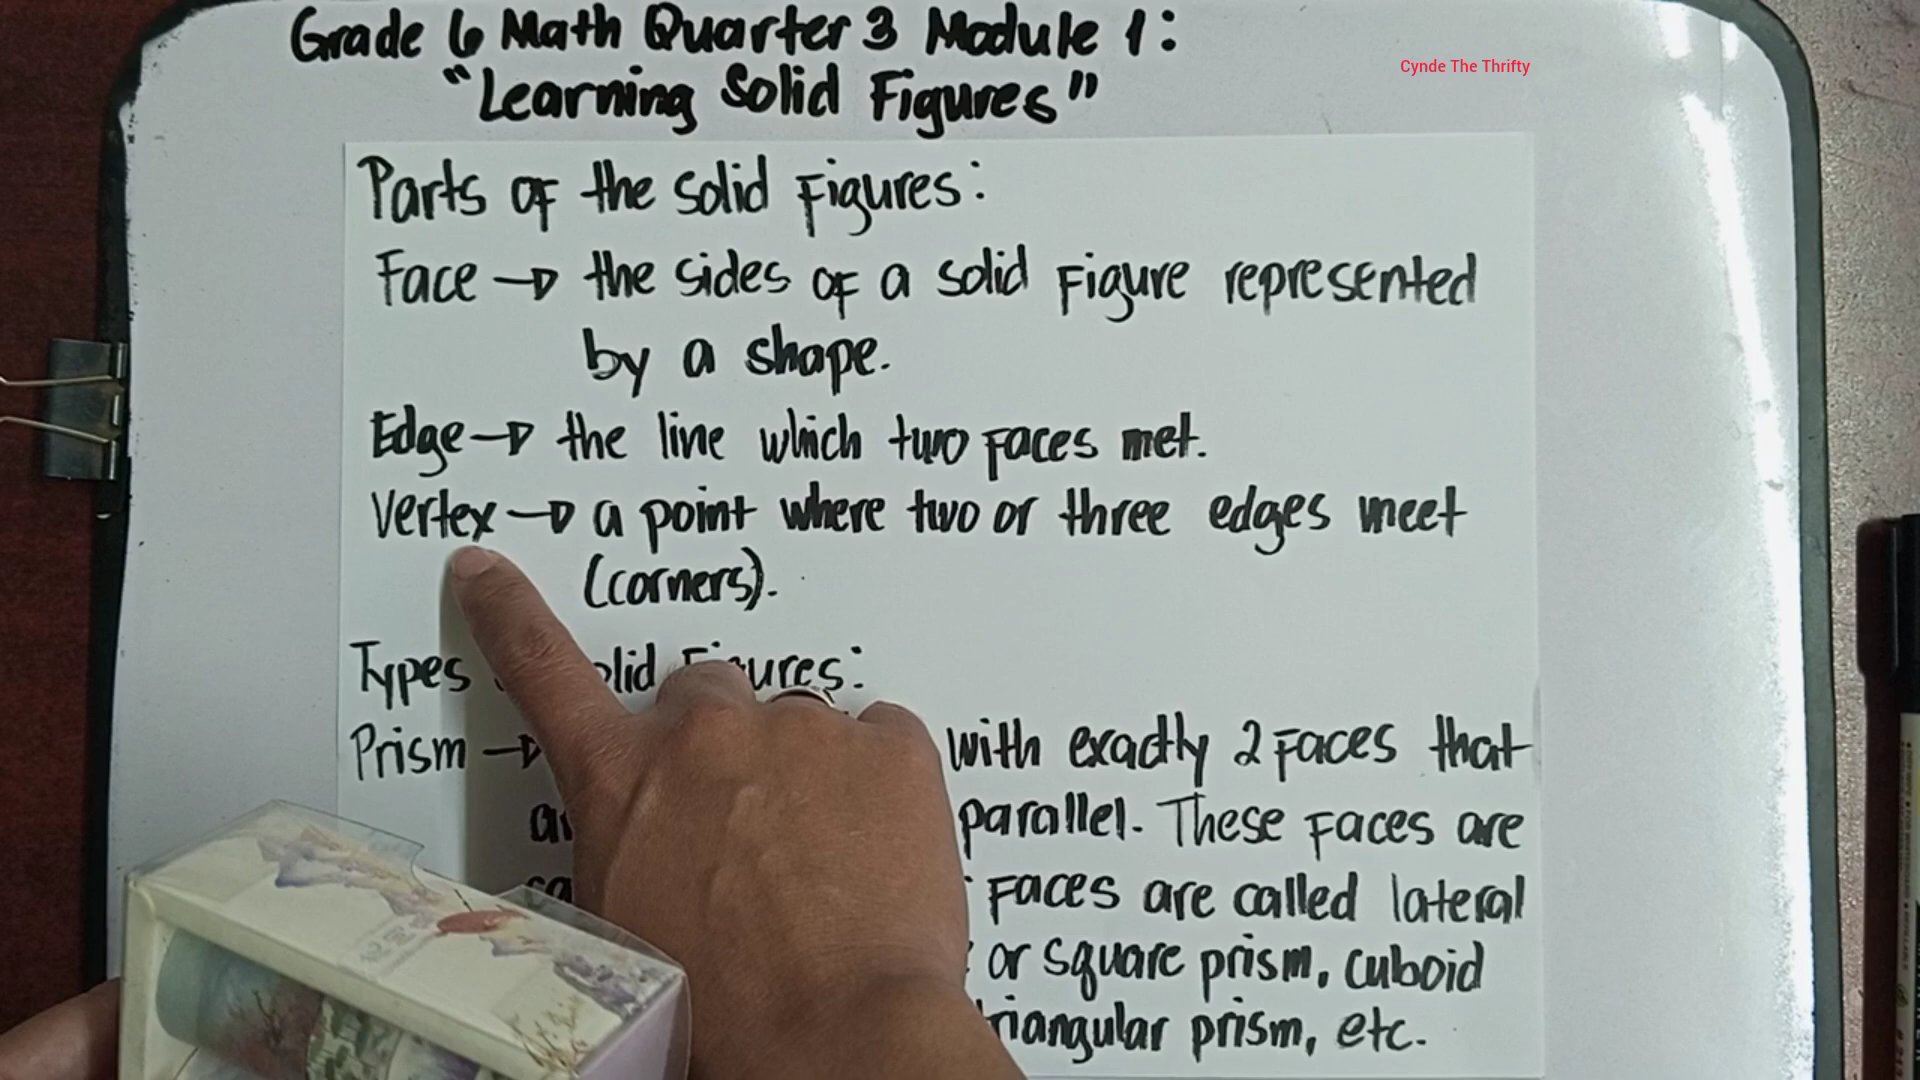 Grade 6 Math Quarter 3 Module 1:
Cynde The Thrifty
"Learning Solid Figures"
Parts of the Solid Figures:
Face → the sides of a solid Figure represented
by a shape.
Edge → the line which two Faces met.
Vertex → a point where two or three edges meet
(corners).
Types Solid Figures:
Prism → with exactly 2 Faces that
parallel. These Faces are
Faces are called lateral
or square prism, cuboid
triangular prism, etc.